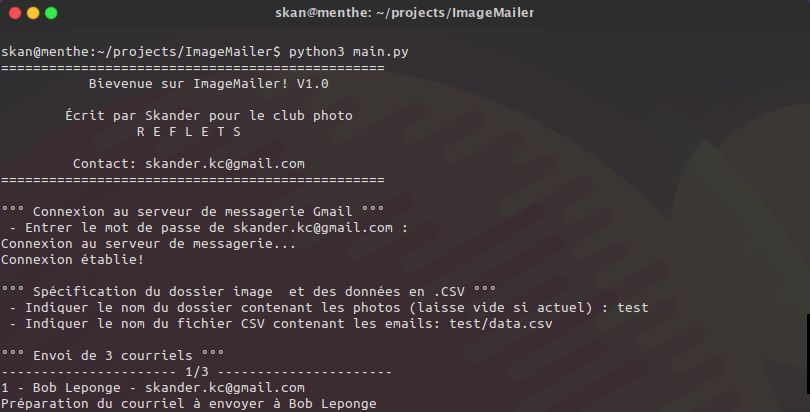 skan@menthe: ~/projects/ImageMailer
skan@menthe:~/projects/ImageMailer$ python3 main.py
================================================
Bievenue sur ImageMailer! V1.0
Écrit par Skander pour le club photo
R E F L E T S
Contact: skander.kc@gmail.com
================================================
°°° Connexion au serveur de messagerie Gmail °°°
- Entrer le mot de passe de skander.kc@gmail.com :
Connexion au serveur de messagerie...
Connexion établie!
°°° Spécification du dossier image  et des données en .CSV °°°
- Indiquer le nom du dossier contenant les photos (laisse vide si actuel) : test
- Indiquer le nom du fichier CSV contenant les emails: test/data.csv
°°° Envoi de 3 courriels °°°
---------------------- 1/3 ----------------------
1 - Bob Leponge - skander.kc@gmail.com
Préparation du courriel à envoyer à Bob Leponge